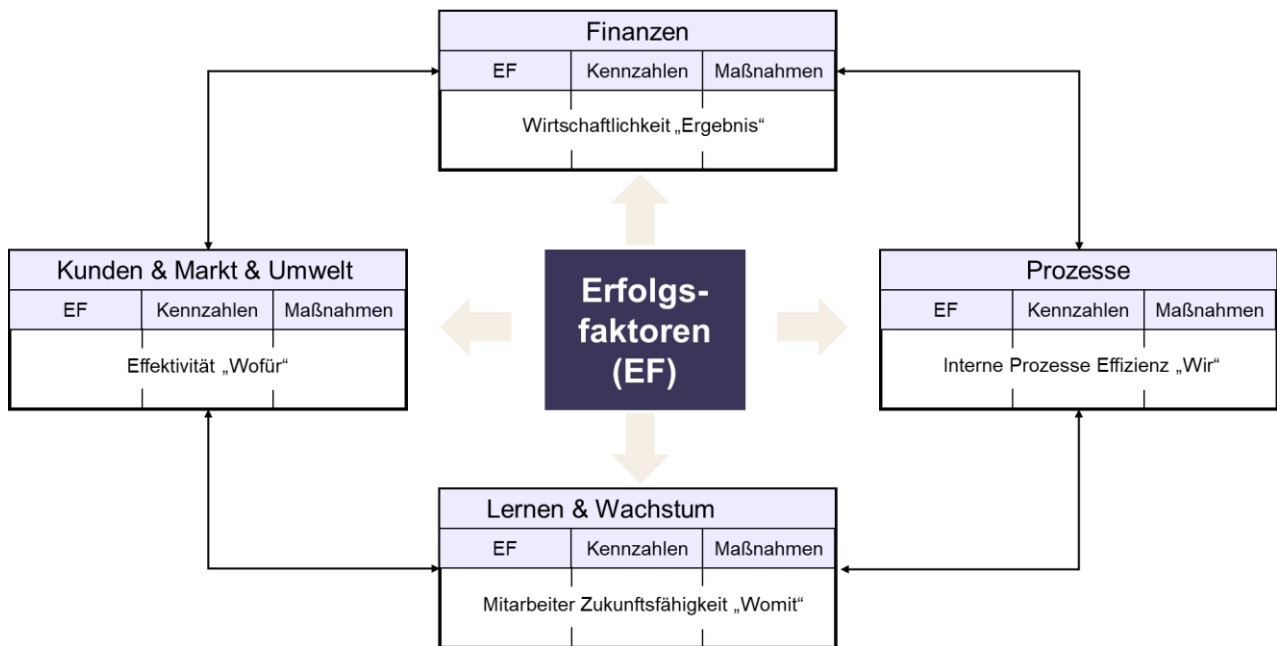 Finanzen
EF Kennzahlen Maßnahmen
Wirtschaftlichkeit „Ergebnis“
Kunden & Markt & Umwelt
EF Kennzahlen Maßnahmen
Effektivität „Wofür“
Erfolgs-
faktoren
(EF)
Prozesse
EF Kennzahlen Maßnahmen
Interne Prozesse Effizienz „Wir“
Lernen & Wachstum
EF Kennzahlen Maßnahmen
Mitarbeiter Zukunftsfähigkeit „Womit“